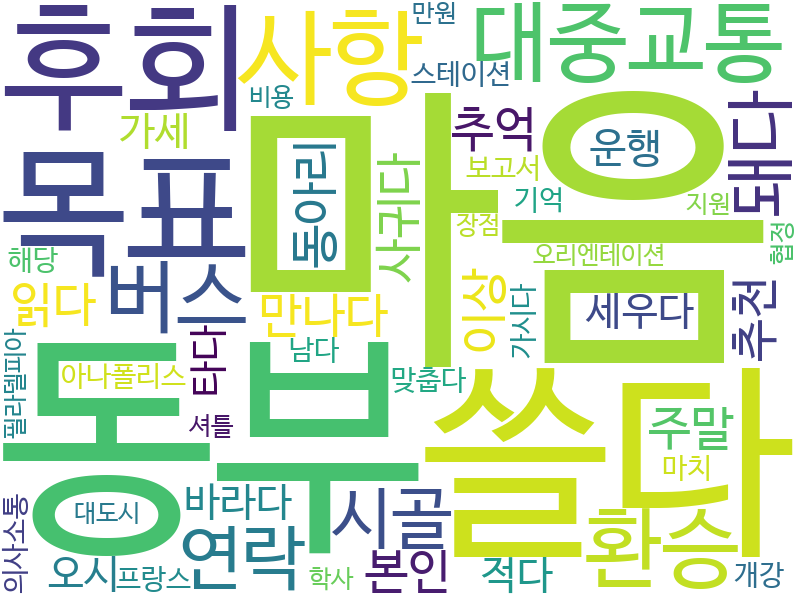 만원
후회
사항
대중교통
스테이션
비용
가세
추억
운행
돼다
목표
마음
동아리
사귀다
보고서
기억
지원
장점
협정
오리엔테이션
해당
읽다
버스
만나다
이상
가시다
세우다
추천
필라델피아
동부
타다
남다
아나폴리스
맞춥다
쓸다
주말
셔틀
마치
대도시
바라다
시골
환승
의사소통
오시
프랑스
연락
학사
본인
적다
개강